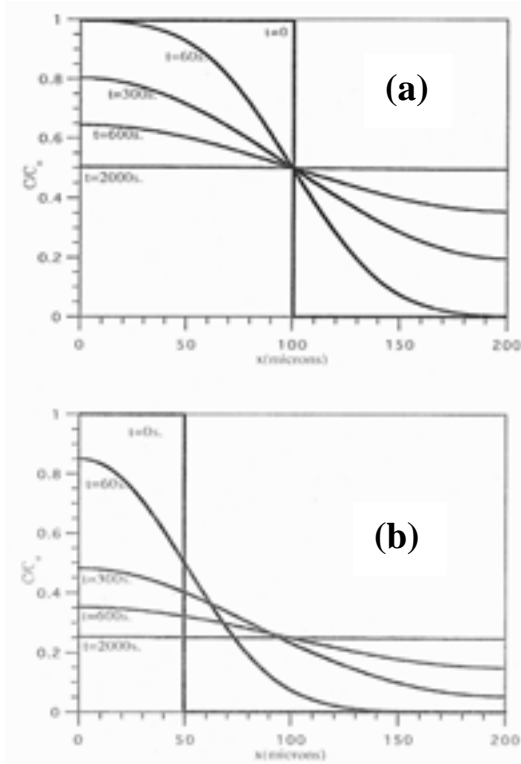 1
t=0
t=60s.
(a)
0.8
t=300s.
t=600s.
0.6
C/C
t=2000s.
0.4
0.2
0
0 50 100 150 200
x(microns)
1
t=0s.
t=60s.
0.8
(b)
0.6
C/C
t=300s.
0.4
t=600s.
t=2000s.
0.2
0
0 50 100 150 200
x(microns)